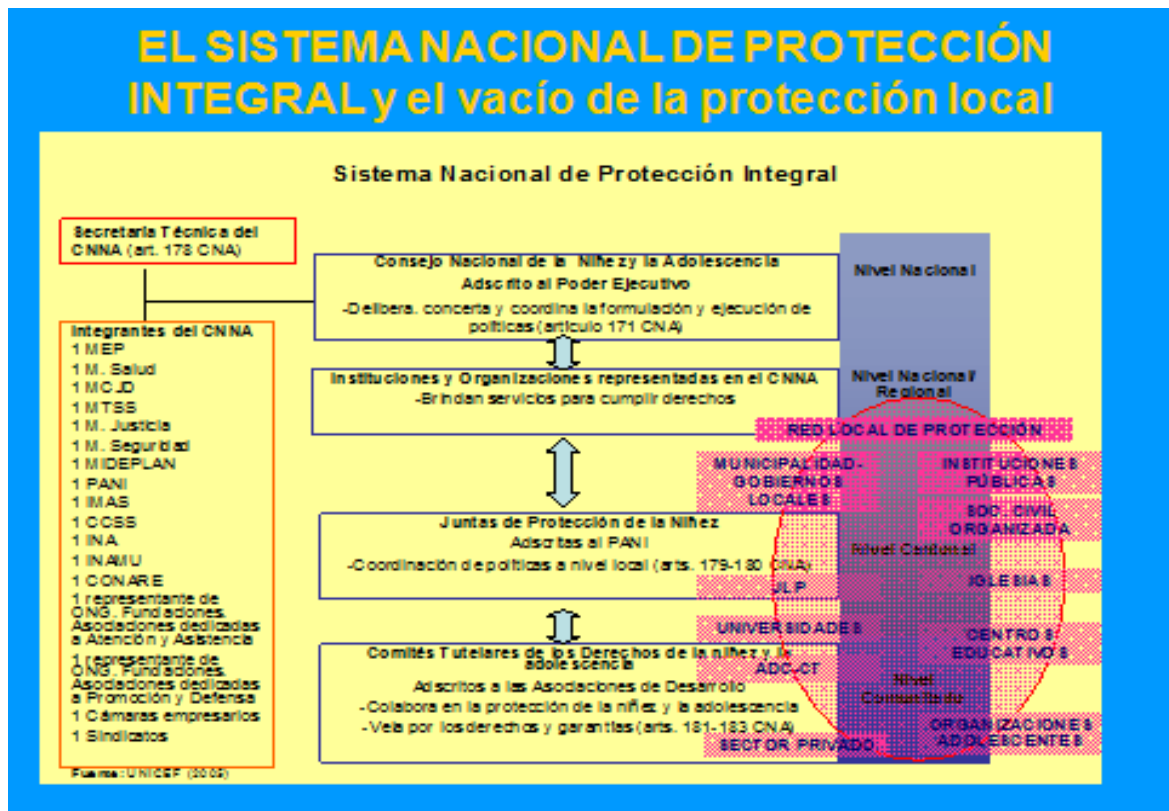 EL SISTEMA NACIONAL DE PROTECCIÓN
INTEGRAL y el vacío de la protección local
Sistema Nacional de Protección Integral
Secretaría Técnica del
CNNA (art. 178 CNA)
Consejo Nacional de la Niñez y la Adolescencia
Adscrito al Poder Ejecutivo
-Delibera, concerta y coordina la formulación y ejecución de
políticas (artículo 171 CNA)
Nivel Nacional
Integrantes del CNNA
1 MEP
1 M. Salud
1 MCJD
1 MTSS
1 M. Justicia
1 M. Seguridad
1 MIDEPLAN
1 PANI
1 IMAS
1 CCSS
1 INA
1 INAMU
1 CONARE
1 representante de
ONG, Fundaciones,
Asociaciones dedicadas
a Atención y Asistencia
1 representante de
ONG, Fundaciones,
Asociaciones dedicadas
a Promoción y Defensa
1 Cámaras empresarios
1 Sindicatos
Fuente: UNICEF
Instituciones y Organizaciones representadas en el CNNA
-Brindan servicios para cumplir derechos
Nivel Nacional/
Regional
RED LOCAL DE PROTECCIÓN
MUNICIPALIDAD-
GOBIERNOS
LOCALES
INSTITUCIONES
PÚBLICAS
SOC. CIVIL
ORGANIZADA
Juntas de Protección de la Niñez
Adscritas al PANI
-Coordinación de políticas a nivel local (arts. 179-180 CNA)
Nivel Cantonal
JLP
IGLESIAS
UNIVERSIDADES
CENTROS
EDUCATIVOS
Comités Tutelares de los Derechos de la niñez y la
adolescencia
Adscritos a las Asociaciones de Desarrollo
-Colabora en la protección de la niñez y la adolescencia
-Vela por los derechos y garantías (arts. 181-183 CNA)
ADC-CT
Nivel
Comunitado
SECTOR PRIVADO
ORGANIZACIONES
ADOLESCENTES